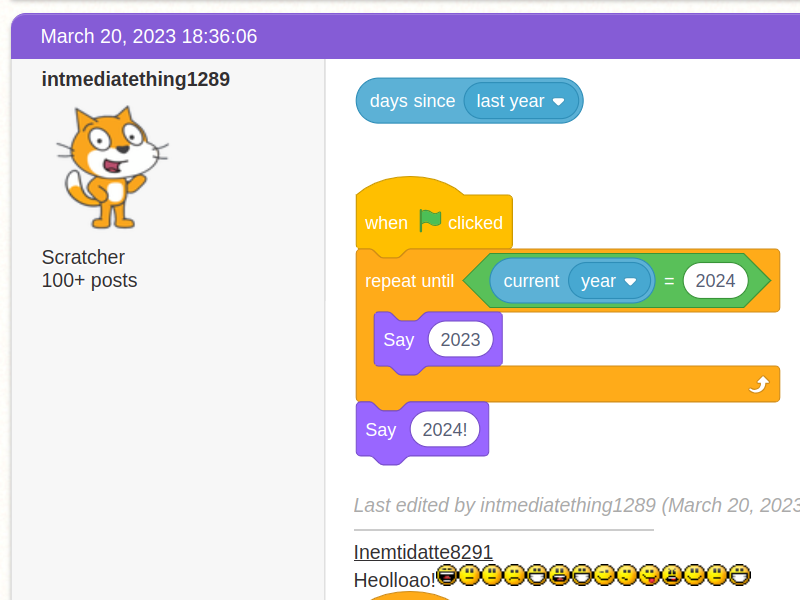 March 20, 2023 18:36:06
intmediatething1289
Scratcher
100+ posts
days since last year
when clicked
repeat until current year = 2024
Say 2023
Say 2024!
Last edited by intmediatething1289 (March 20, 2023
Inemtidatte8291
Heolloao!